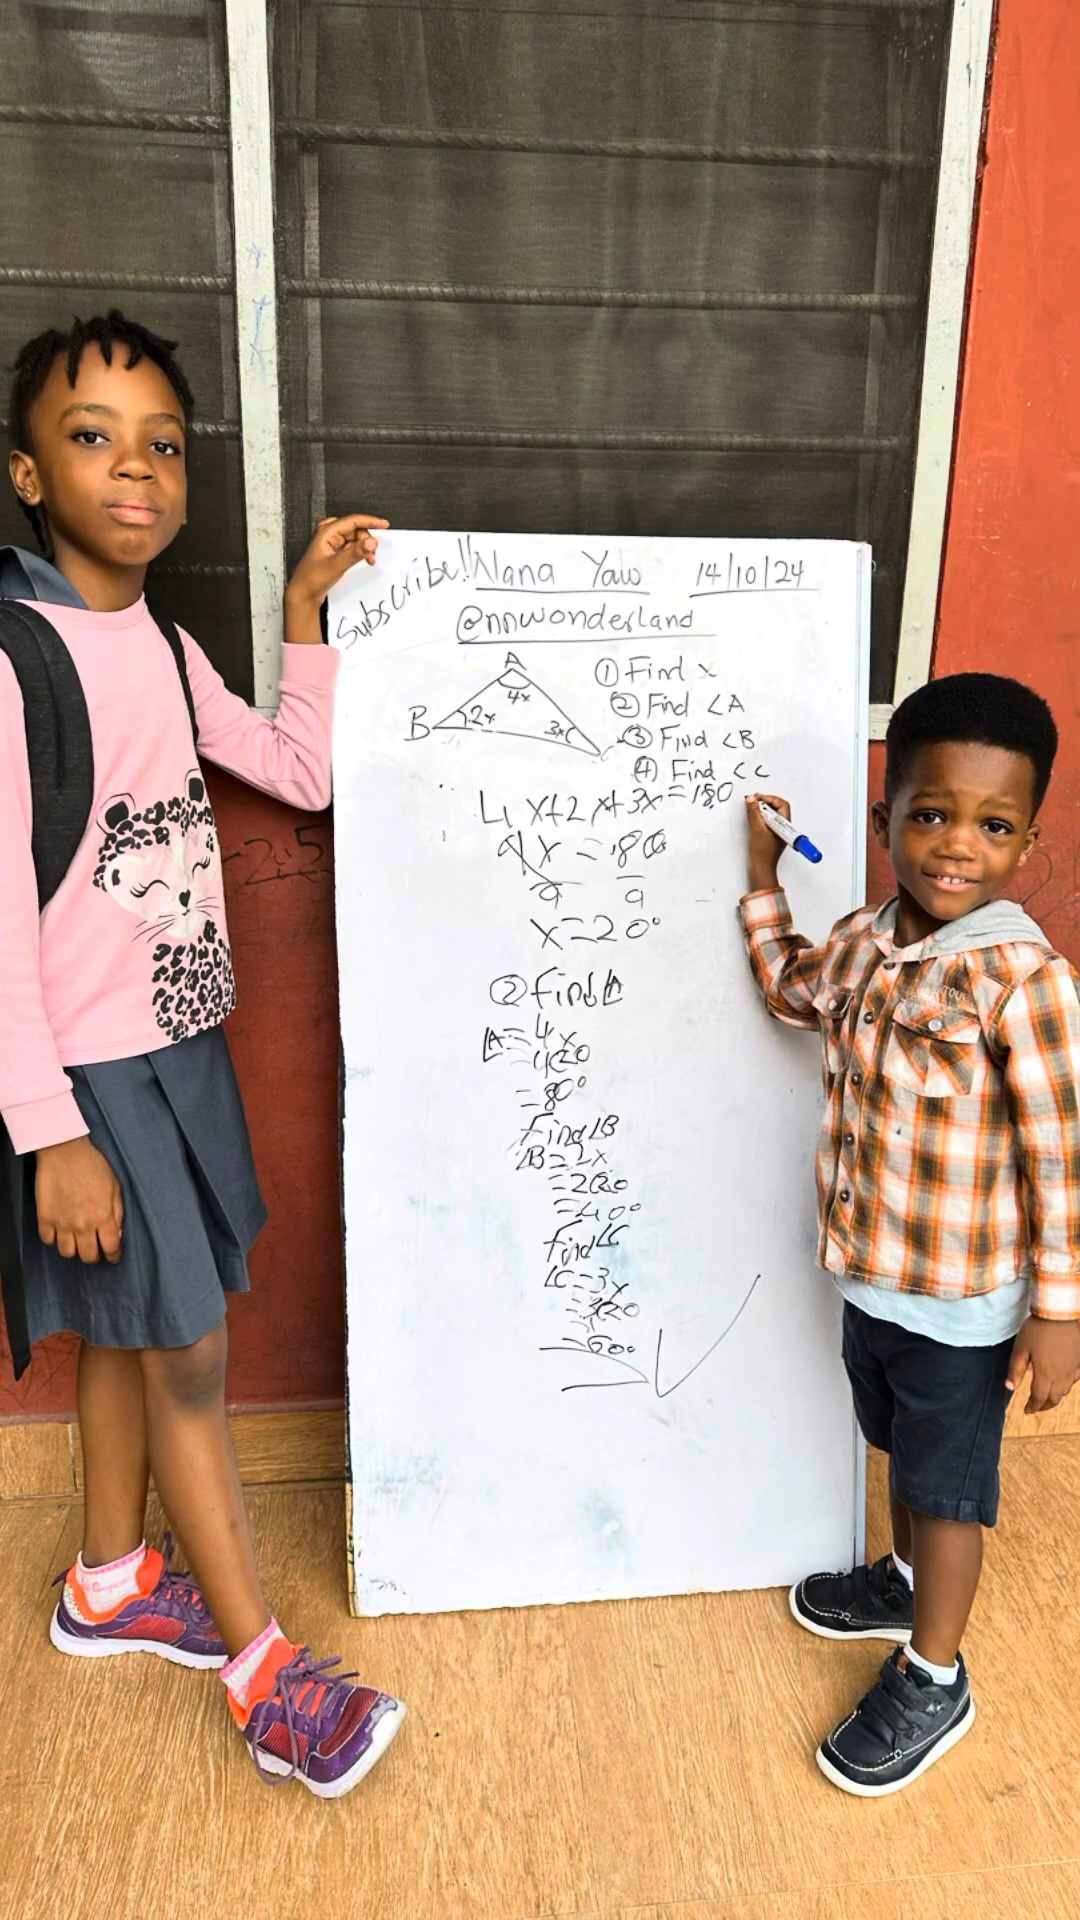 Subscribe!! Nana Yaw 14/10/24
@nnwonderland
A
4x
B 2x 3x C
① Find x
② Find <A
③ Find <B
④ Find <C
4x+2x+3x=180
9x=180
9 9
x=20°
② find∠A
∠A=4x
=4(20
=80°
Find∠B
∠B=2x
=2(20
=40°
find∠C
∠C=3x
=3(20
=60°